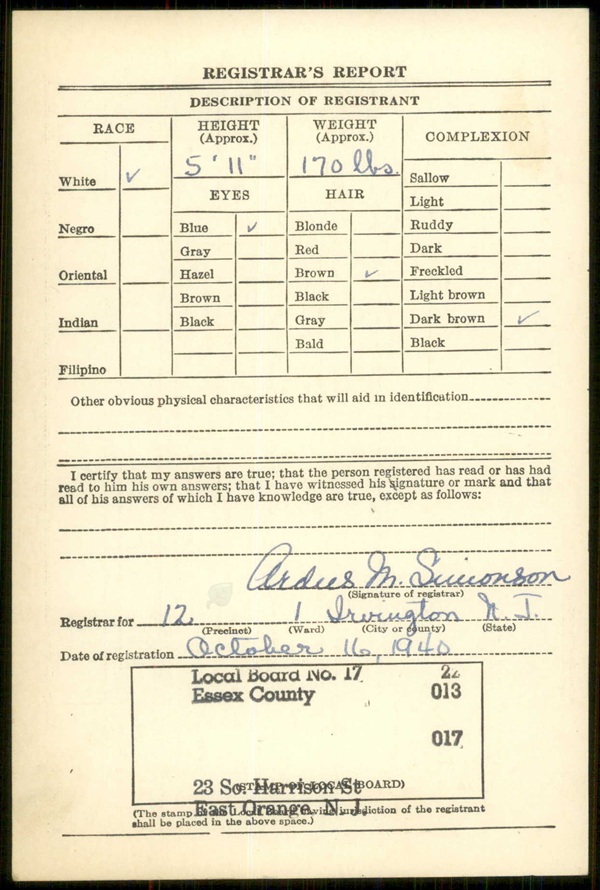 REGISTRAR'S REPORT
DESCRIPTION OF REGISTRANT
RACE
HEIGHT
(Approx.)
WEIGHT
(Approx.)
COMPLEXION
5' 11"
170 lbs.
White ✓
Sallow
EYES
HAIR
Light
Negro
Blue ✓
Blonde
Ruddy
Gray
Red
Dark
Oriental
Hazel
Brown ✓
Freckled
Brown
Black
Light brown
Indian
Black
Gray
Dark brown ✓
Bald
Black
Filipino
Other obvious physical characteristics that will aid in identification
I certify that my answers are true; that the person registered has read or has had
read to him his own answers; that I have witnessed his signature or mark and that
all of his answers of which I have knowledge are true, except as follows:
Ardus M. Simonson
(Signature of registrar)
Registrar for 12 1 Irvington N. J.
(Precinct) (Ward) (City or county) (State)
Date of registration October 16, 1940
Local Board No. 17 22
Essex County 013
017
23 So. Harrison St
(STAMP OF LOCAL BOARD)
East Orange, N. J.
(The stamp of the Local Board having jurisdiction of the registrant
shall be placed in the above space.)